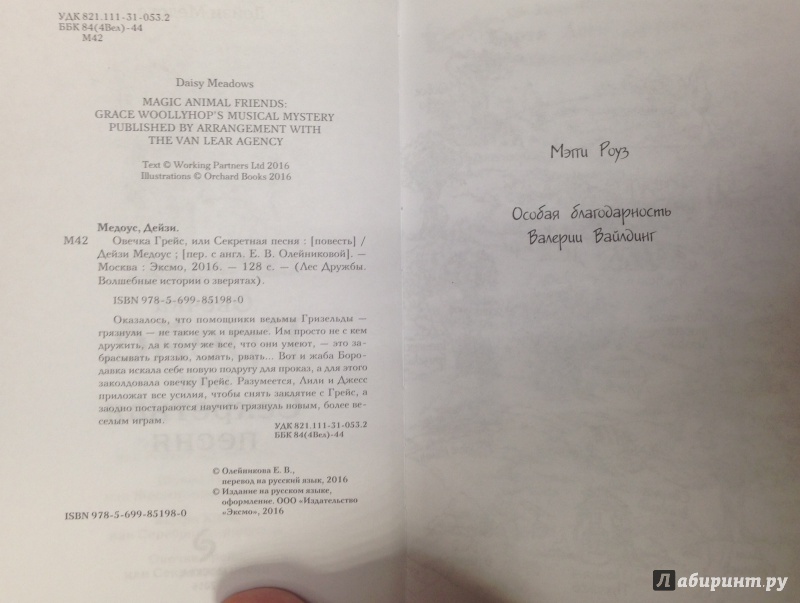 УДК 821.111-31-053.2
ББК 84(4Вел)-44
М42
Daisy Meadows
MAGIC ANIMAL FRIENDS:
GRACE WOOLLYHOP'S MUSICAL MYSTERY
PUBLISHED BY ARRANGEMENT WITH
THE VAN LEAR AGENCY
Text © Working Partners Ltd 2016
Illustrations © Orchard Books 2016
Медоус, Дейзи.
М42 Овечка Грейс, или Секретная песня : [повесть] /
Дейзи Медоус ; [пер. с англ. Е. В. Олейниковой]. —
Москва : Эксмо, 2016. — 128 с. — (Лес Дружбы.
Волшебные истории о зверятах).
ISBN 978-5-699-85198-0
Оказалось, что помощники ведьмы Гризельды —
грязнули — не такие уж и вредные. Им просто не с кем
дружить, да к тому же все, что они умеют, — это за-
брасывать грязью, ломать, рвать... Вот и жаба Боро-
давка искала себе новую подругу для проказ, а для этого
заколдовала овечку Грейс. Разумеется, Лили и Джесс
приложат все усилия, чтобы снять заклятие с Грейс, а
заодно постараются научить грязнуль новым, более ве-
селым играм.
УДК 821.111-31-053.2
ББК 84(4Вел)-44
© Олейникова Е. В.,
перевод на русский язык, 2016
© Издание на русском языке,
оформление. ООО «Издательство
«Эксмо», 2016
ISBN 978-5-699-85198-0
Мэгги Роуз
Особая благодарность
Валерии Вайлдинг
Лабиринт.ру